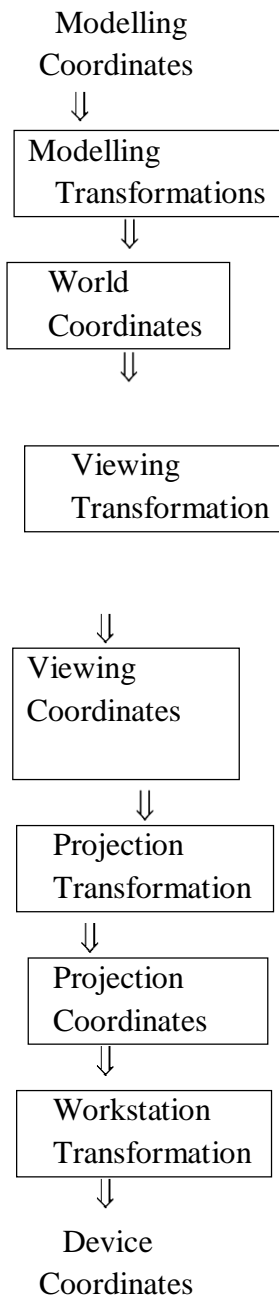 Modelling
Coordinates
⇓
Modelling
Transformations
⇓
World
Coordinates
⇓
Viewing
Transformation
⇓
Viewing
Coordinates
⇓
Projection
Transformation
⇓
Projection
Coordinates
⇓
Workstation
Transformation
⇓
Device
Coordinates